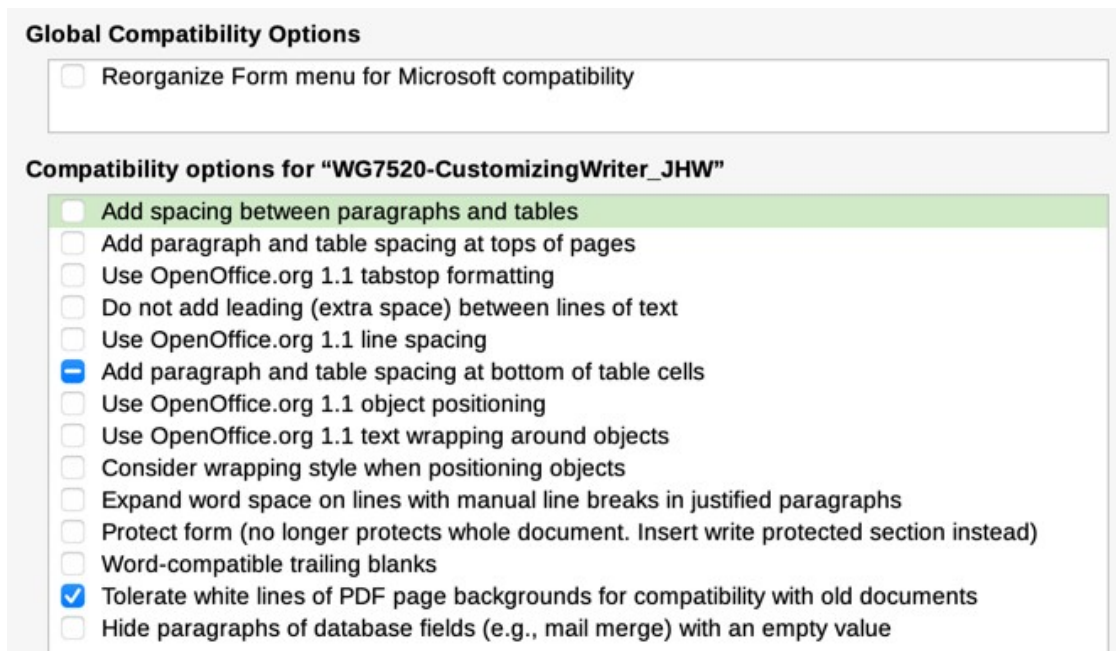 Global Compatibility Options
Reorganize Form menu for Microsoft compatibility
Compatibility options for “WG7520-CustomizingWriter_JHW”
Add spacing between paragraphs and tables
Add paragraph and table spacing at tops of pages
Use OpenOffice.org 1.1 tabstop formatting
Do not add leading (extra space) between lines of text
Use OpenOffice.org 1.1 line spacing
Add paragraph and table spacing at bottom of table cells
Use OpenOffice.org 1.1 object positioning
Use OpenOffice.org 1.1 text wrapping around objects
Consider wrapping style when positioning objects
Expand word space on lines with manual line breaks in justified paragraphs
Protect form (no longer protects whole document. Insert write protected section instead)
Word-compatible trailing blanks
Tolerate white lines of PDF page backgrounds for compatibility with old documents
Hide paragraphs of database fields (e.g., mail merge) with an empty value